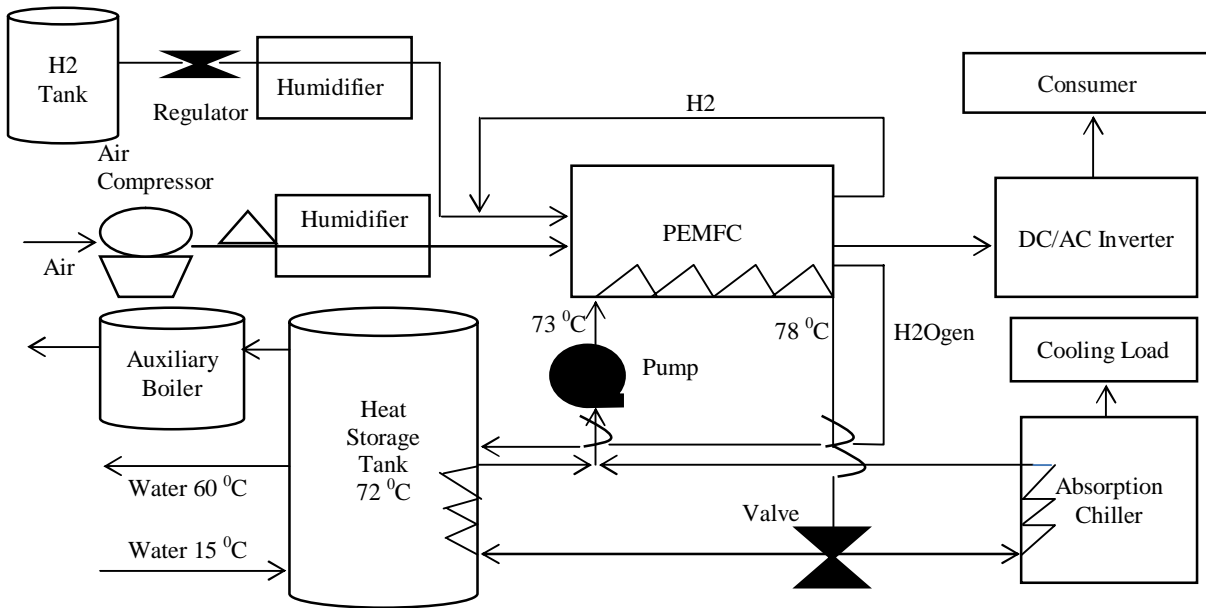 H2
Tank
Regulator
Humidifier
H2
Consumer
Air
Compressor
Humidifier
Air
PEMFC
DC/AC Inverter
73 ⁰C
78 ⁰C
H2Ogen
Auxiliary
Boiler
Pump
Cooling Load
Heat
Storage
Tank
72 ⁰C
Water 60 ⁰C
Water 15 ⁰C
Valve
Absorption
Chiller